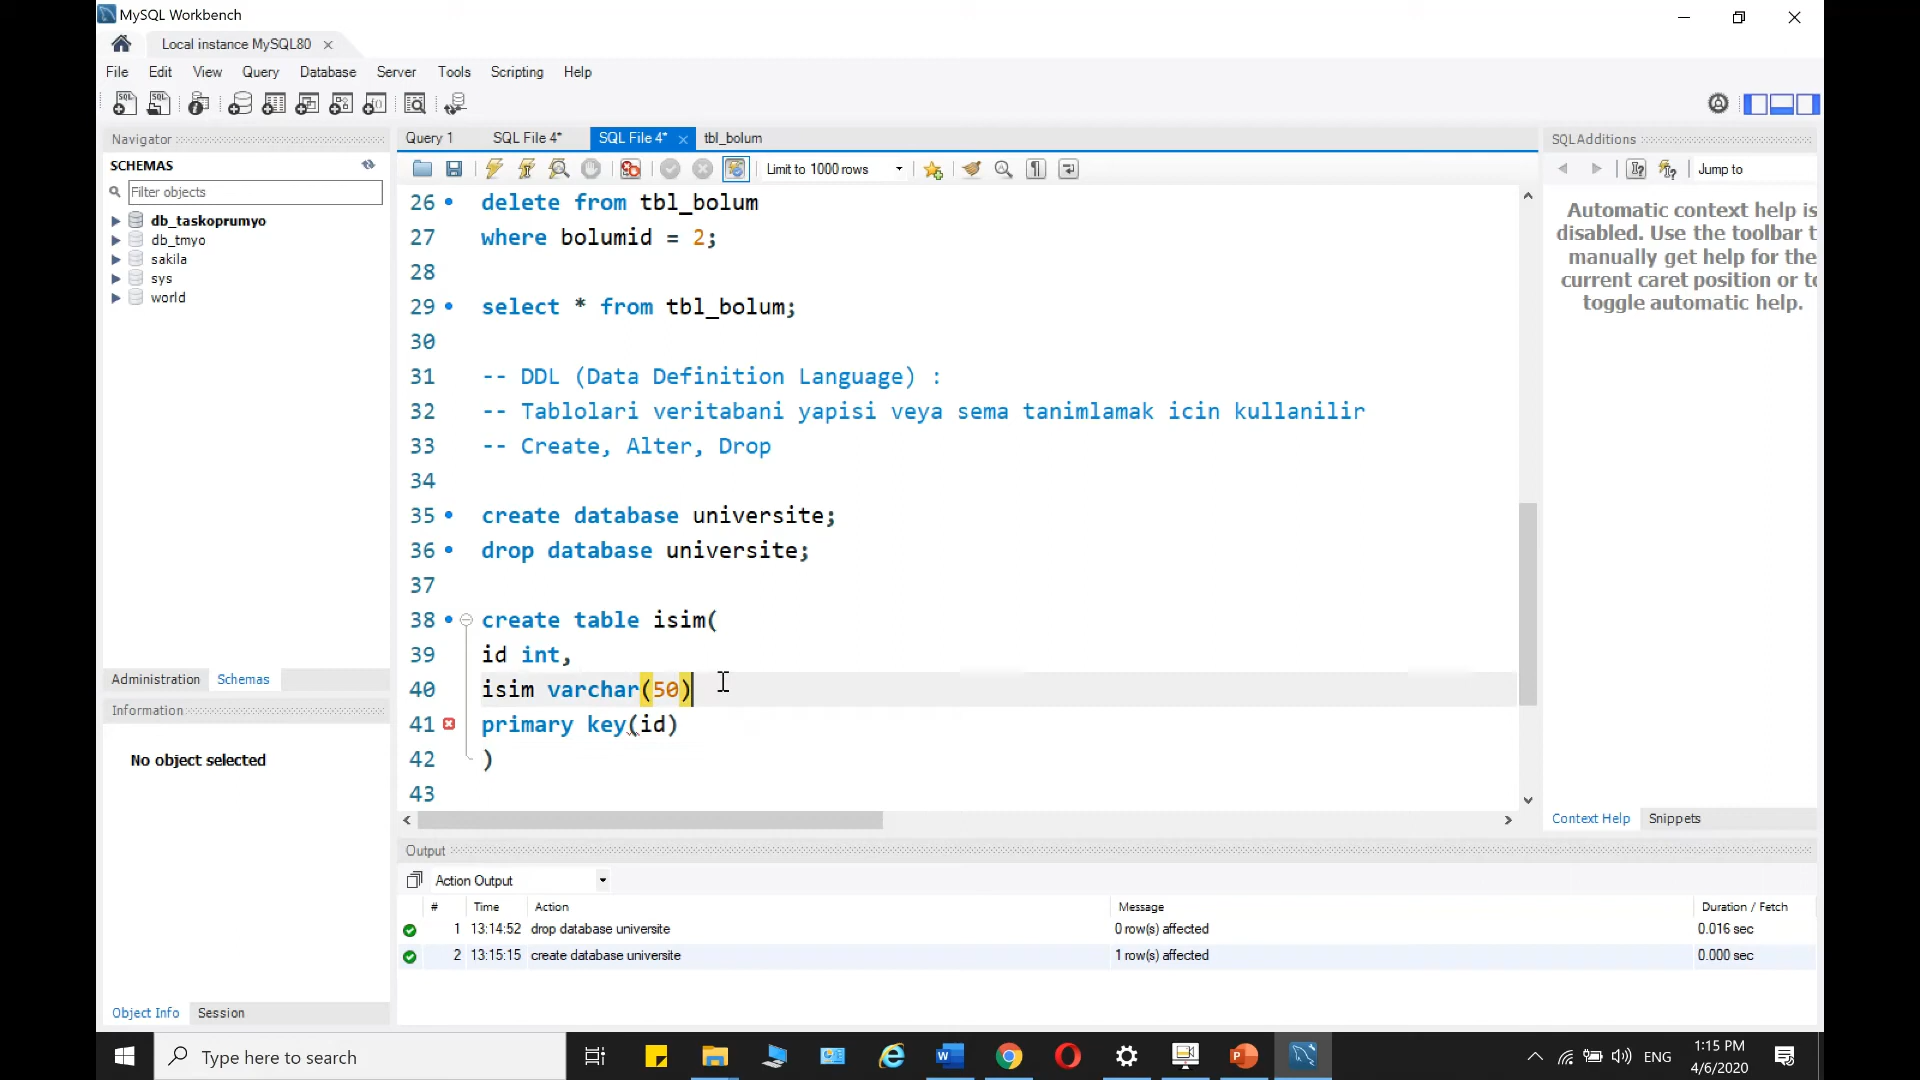 MySQL Workbench
Local instance MySQL80
File Edit View Query Database Server Tools Scripting Help
Navigator
SCHEMAS
Filter objects
db_taskoprumyo
db_tmyo
sakila
sys
world
Administration Schemas
Information
No object selected
Object Info Session
Query 1 SQL File 4* SQL File 4* tbl_bolum
Limit to 1000 rows
26 delete from tbl_bolum
27 where bolumid = 2;
28
29 select * from tbl_bolum;
30
31 -- DDL (Data Definition Language) :
32 -- Tablolari veritabani yapisi veya sema tanimlamak icin kullanilir
33 -- Create, Alter, Drop
34
35 create database universite;
36 drop database universite;
37
38 create table isim(
39 id int,
40 isim varchar(50)
41 primary key(id)
42 )
43
SQLAdditions
Jump to
Automatic context help is
disabled. Use the toolbar t
manually get help for the
current caret position or to
toggle automatic help.
Context Help Snippets
Output
Action Output
# Time Action Message Duration / Fetch
1 13:14:52 drop database universite 0 row(s) affected 0.016 sec
2 13:15:15 create database universite 1 row(s) affected 0.000 sec
Type here to search
ENG
1:15 PM
4/6/2020